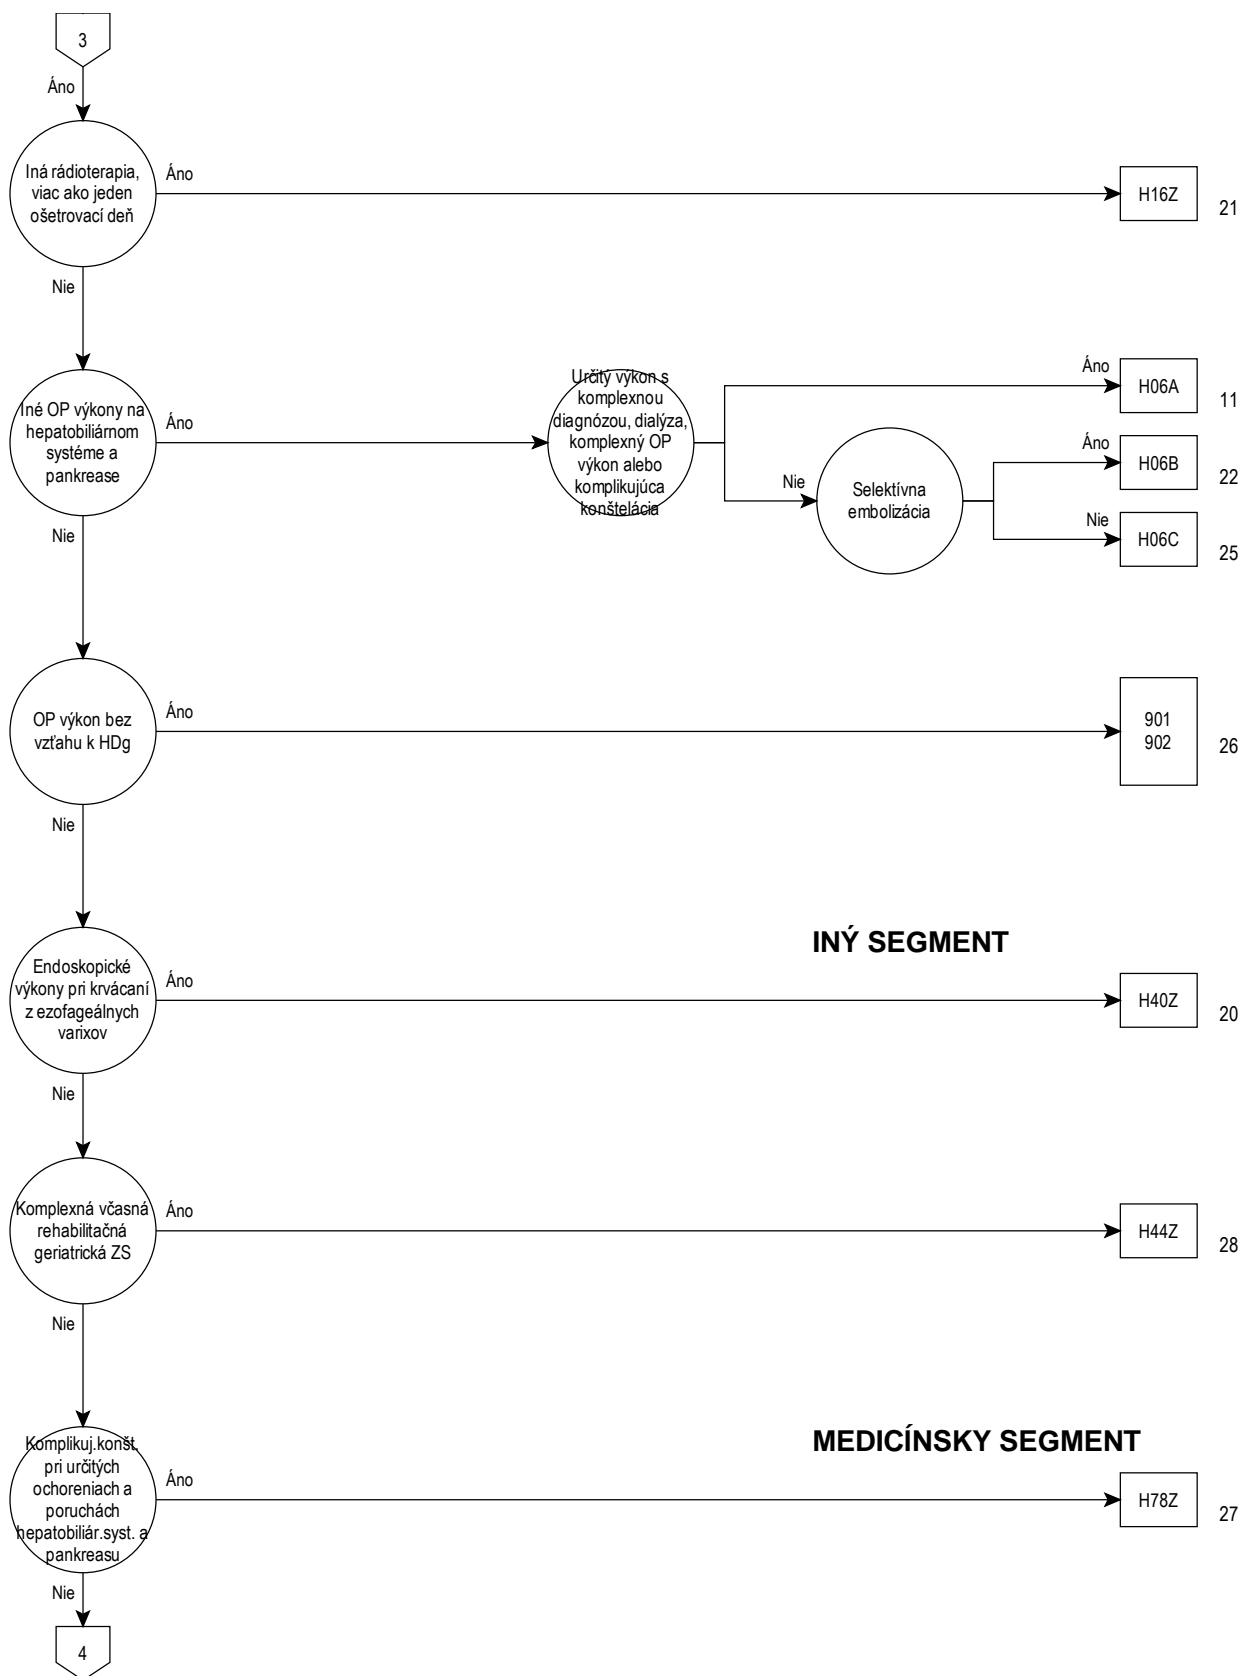 3
Áno
Iná rádioterapia,
viac ako jeden
ošetrovací deň
Áno
H16Z
21
Nie
Iné OP výkony na
hepatobiliárnom
systéme a
pankrease
Áno
Určitý výkon s
komplexnou
diagnózou, dialýza,
komplexný OP
výkon alebo
komplikujúca
konštelácia
Áno
H06A
11
Nie
Selektívna
embolizácia
Áno
H06B
22
Nie
H06C
25
Nie
OP výkon bez
vzťahu k HDg
Áno
901
902
26
Nie
INÝ SEGMENT
Endoskopické
výkony pri krvácaní
z ezofageálnych
varixov
Áno
H40Z
20
Nie
Komplexná včasná
rehabilitačná
geriatrická ZS
Áno
H44Z
28
Nie
MEDICÍNSKY SEGMENT
Komplikuj.konšt.
pri určitých
ochoreniach a
poruchách
hepatobiliár.syst. a
pankreasu
Áno
H78Z
27
Nie
4